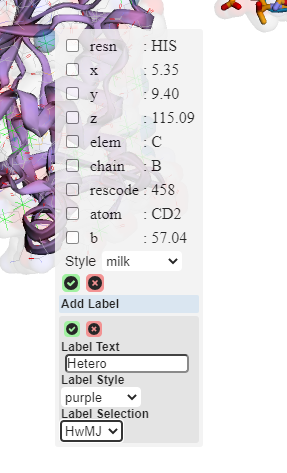 resn : HIS
x : 5.35
y : 9.40
z : 115.09
elem : C
chain : B
rescode : 458
atom : CD2
b : 57.04
Style milk
Add Label
Label Text
Hetero
Label Style
purple
Label Selection
HwMJ